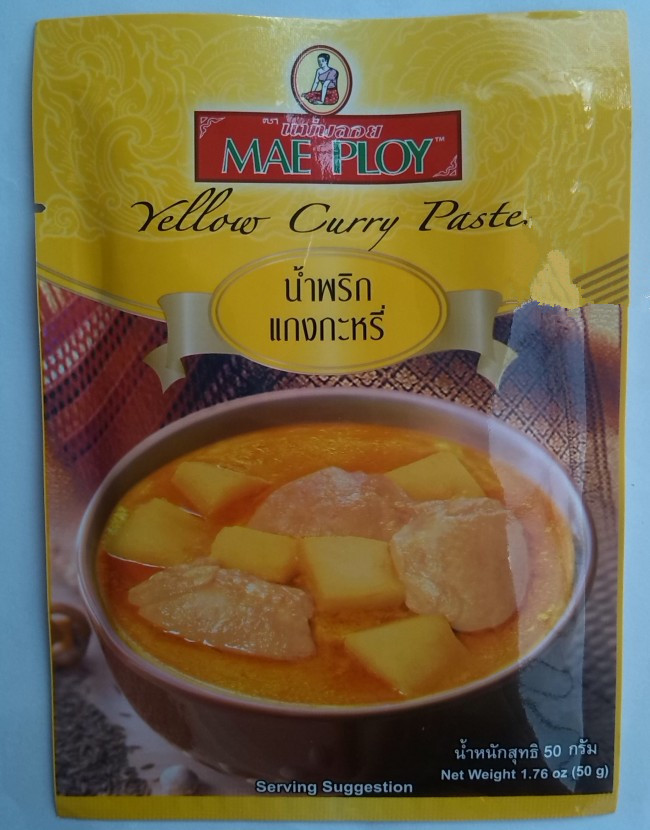 ตรา แม่พลอย
MAE PLOY™
Yellow Curry Paste
น้ำพริก
แกงกะหรี่
น้ำหนักสุทธิ 50 กรัม
Net Weight 1.76 oz (50 g)
Serving Suggestion